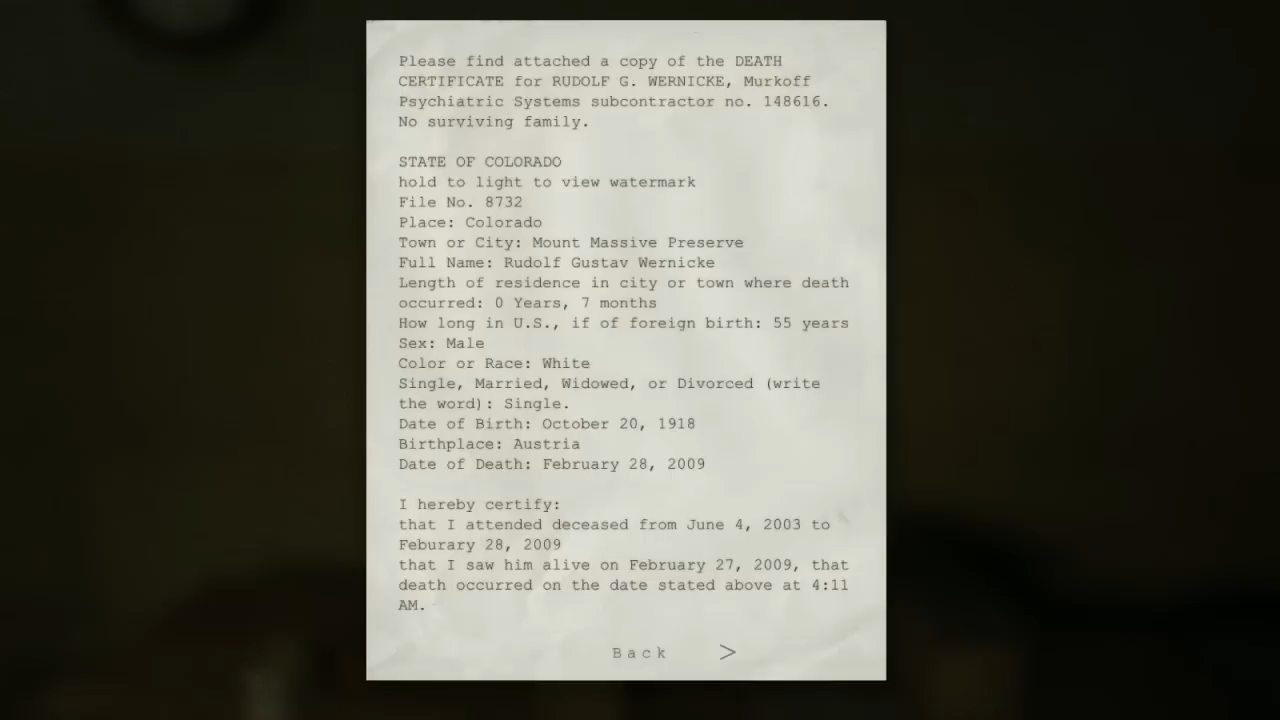 Please find attached a copy of the DEATH
CERTIFICATE for RUDOLF G. WERNICKE, Murkoff
Psychiatric Systems subcontractor no. 148616.
No surviving family.
STATE OF COLORADO
hold to light to view watermark
File No. 8732
Place: Colorado
Town or City: Mount Massive Preserve
Full Name: Rudolf Gustav Wernicke
Length of residence in city or town where death
occurred: 0 Years, 7 months
How long in U.S., if of foreign birth: 55 years
Sex: Male
Color or Race: White
Single, Married, Widowed, or Divorced (write
the word): Single.
Date of Birth: October 20, 1918
Birthplace: Austria
Date of Death: February 28, 2009
I hereby certify:
that I attended deceased from June 4, 2003 to
Feburary 28, 2009
that I saw him alive on February 27, 2009, that
death occurred on the date stated above at 4:11
AM.
Back >